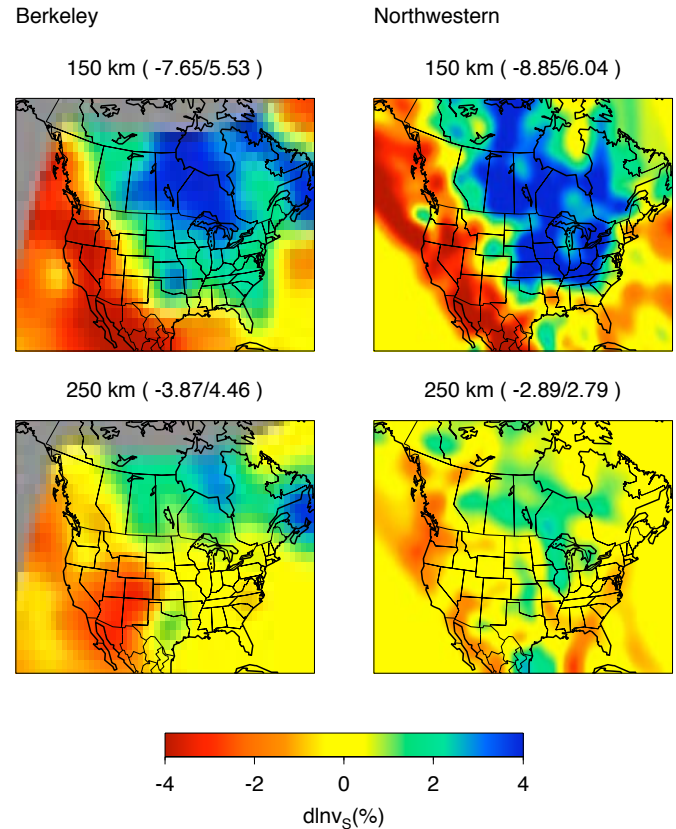 Berkeley
Northwestern
150 km ( -7.65/5.53 )
150 km ( -8.85/6.04 )
250 km ( -3.87/4.46 )
250 km ( -2.89/2.79 )
-4 -2 0 2 4
dlnvS(%)